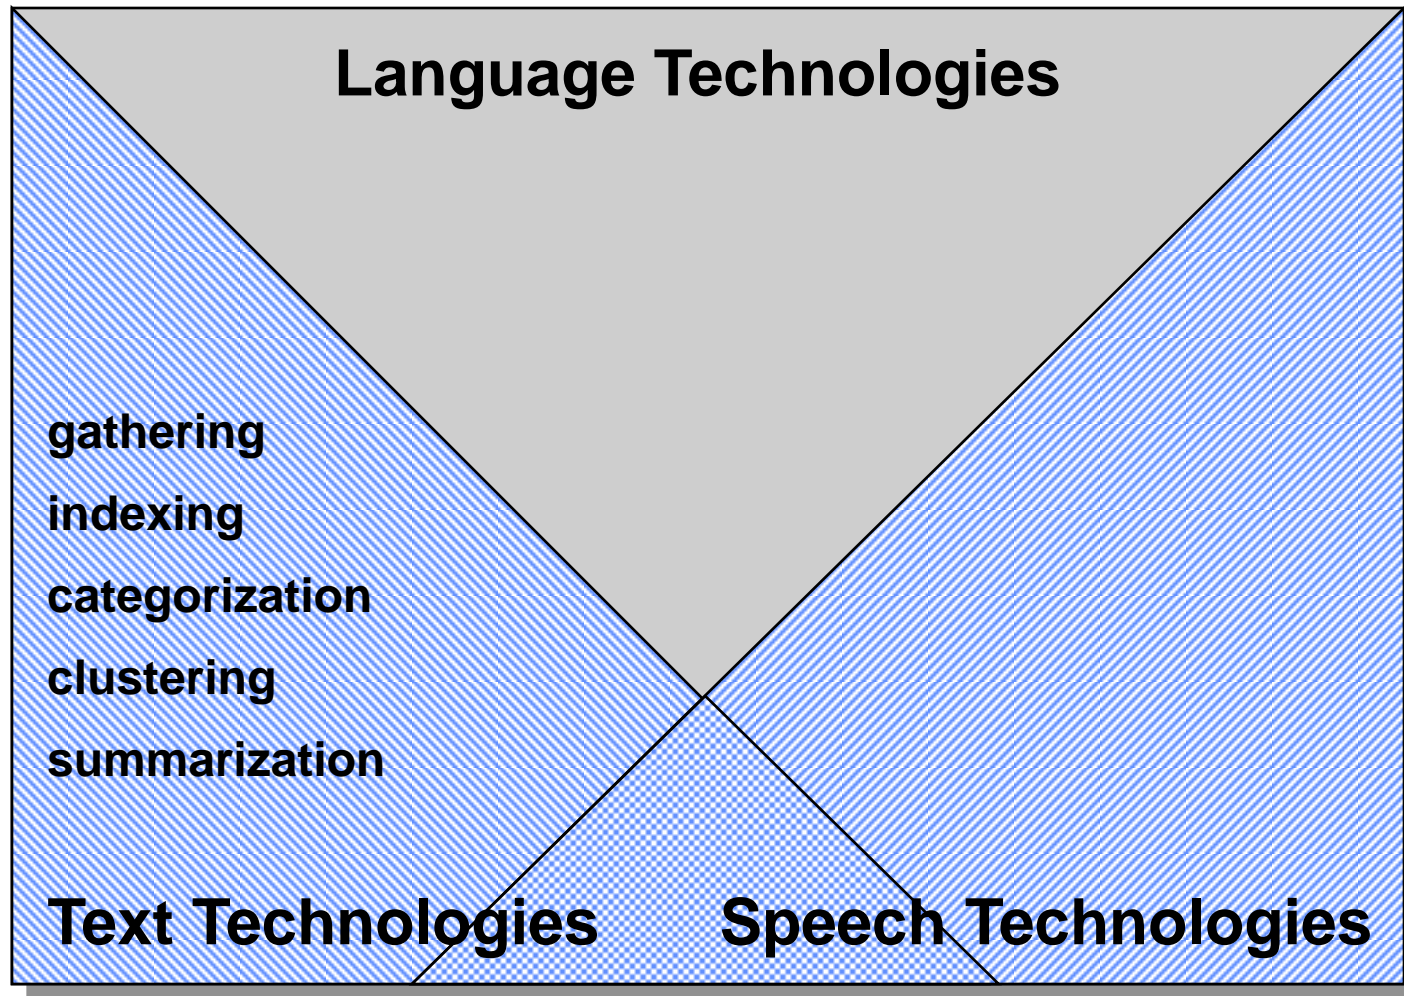 Language Technologies
gathering
indexing
categorization
clustering
summarization
Text Technologies
Speech Technologies